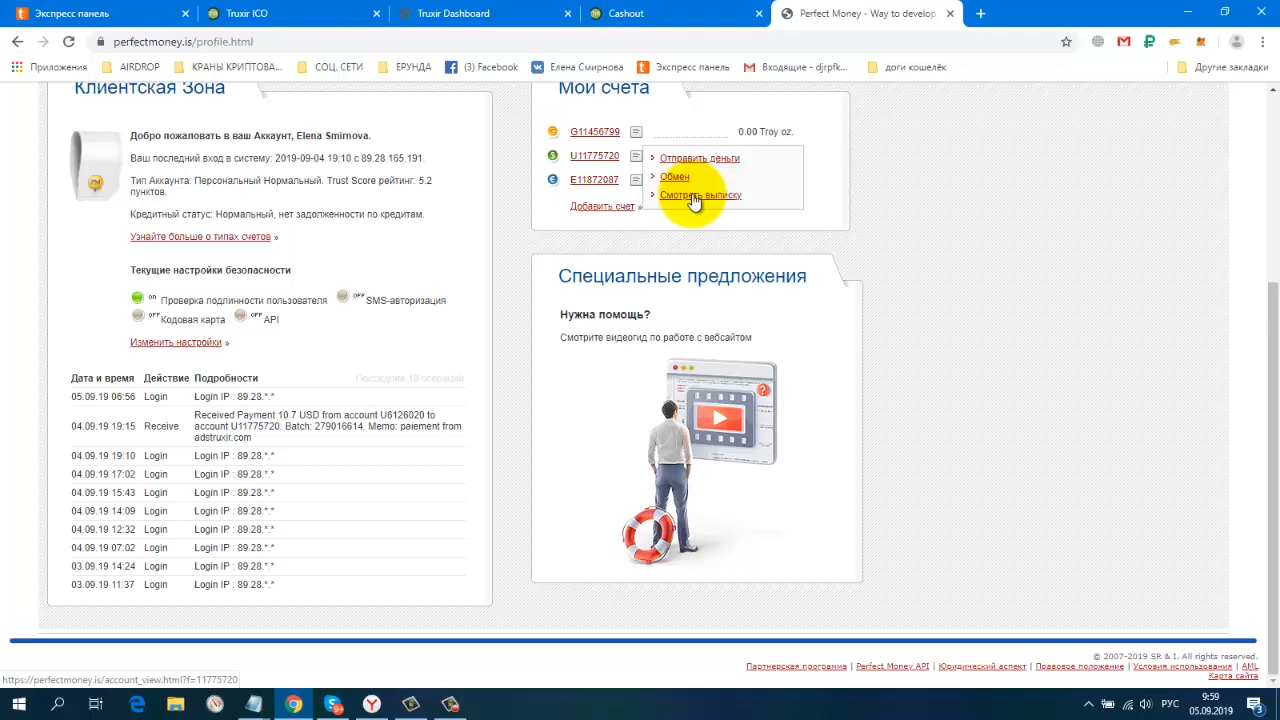 Экспресс панель
Truxir ICO
Truxir Dashboard
Cashout
Perfect Money - Way to develop
perfectmoney.is/profile.html
Приложения
AIRDROP
КРАНЫ КРИПТОВА...
СОЦ. СЕТИ
ЕРУНДА
(3) Facebook
Елена Смирнова
Экспресс панель
Входящие - djrpfk...
доги кошелёк
Другие закладки
Клиентская Зона
Добро пожаловать в ваш Аккаунт, Elena Smirnova.
Ваш последний вход в систему: 2019-09-04 19:10 с 89.28.165.191.
Тип Аккаунта: Персональный Нормальный. Trust Score рейтинг: 5.2
пунктов.
Кредитный статус: Нормальный, нет задолженности по кредитам.
Узнайте больше о типах счетов »
Текущие настройки безопасности
on Проверка подлинности пользователя
OFF SMS-авторизация
OFF Кодовая карта
OFF API
Изменить настройки »
Дата и время Действие Подробности Последние 10 операций
05.09.19 06:56 Login Login IP : 89.28.*.*
04.09.19 19:15 Receive Received Payment 10.7 USD from account U6126020 to
account U11775720. Batch: 279016614. Memo: paiement from
adstruxir.com
04.09.19 19:10 Login Login IP : 89.28.*.*
04.09.19 17:02 Login Login IP : 89.28.*.*
04.09.19 15:43 Login Login IP : 89.28.*.*
04.09.19 14:09 Login Login IP : 89.28.*.*
04.09.19 12:32 Login Login IP : 89.28.*.*
04.09.19 07:02 Login Login IP : 89.28.*.*
03.09.19 14:24 Login Login IP : 89.28.*.*
03.09.19 11:37 Login Login IP : 89.28.*.*
Мои счета
G11456799 0.00 Troy oz.
U11775720
E11872087
Добавить счет »
Отправить деньги
Обмен
Смотреть выписку
Специальные предложения
Нужна помощь?
Смотрите видеогид по работе с вебсайтом
© 2007-2019 SR & I. All rights reserved.
Партнерская программа | Perfect Money API | Юридический аспект | Правовое положение | Условия использования | AML
Карта сайта
https://perfectmoney.is/account_view.html?f=11775720
РУС
9:59
05.09.2019
3